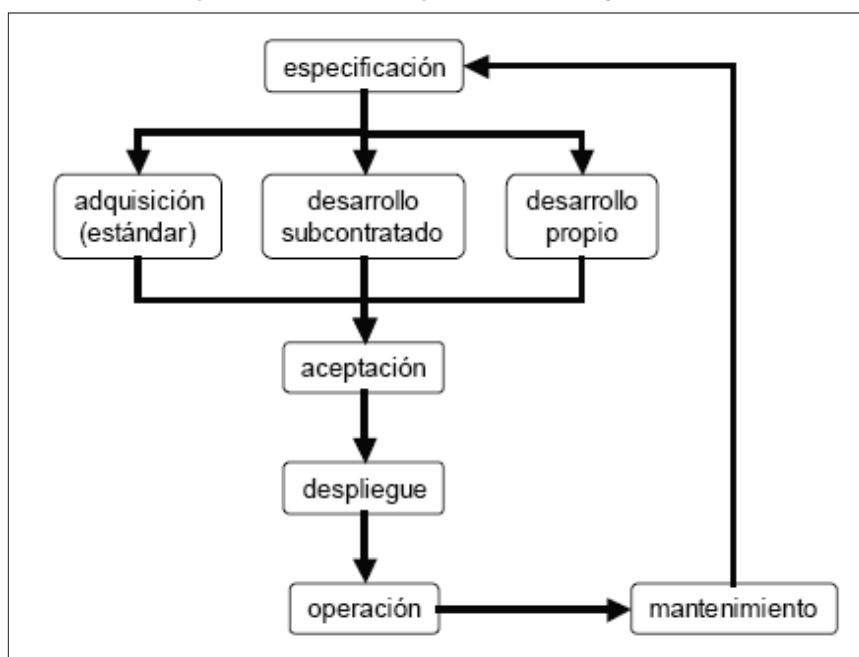 especificación
adquisición
(estándar)
desarrollo
subcontratado
desarrollo
propio
aceptación
despliegue
operación
mantenimiento